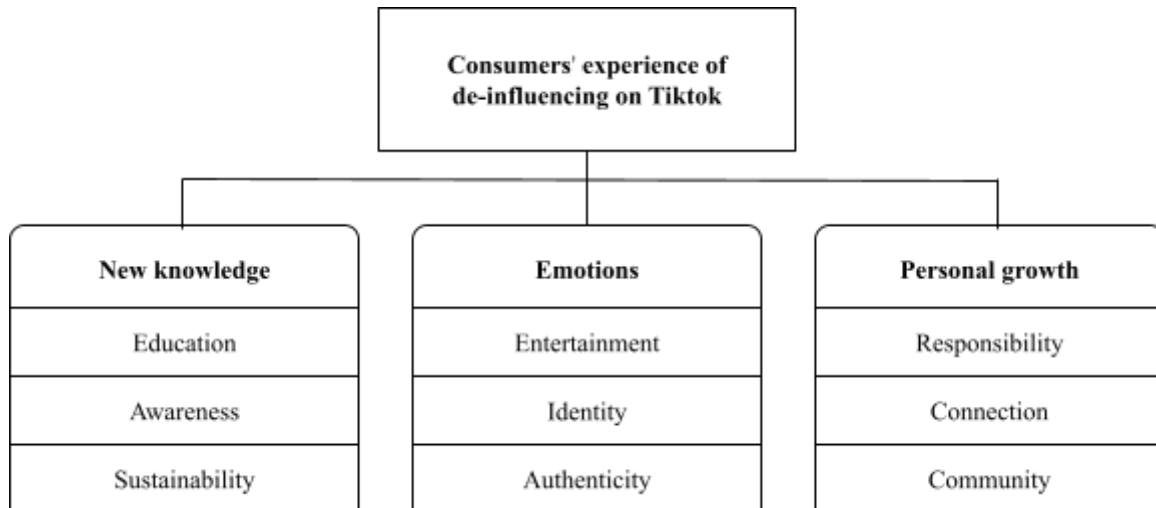 Consumers' experience of
de-influencing on Tiktok
New knowledge
Education
Awareness
Sustainability
Emotions
Entertainment
Identity
Authenticity
Personal growth
Responsibility
Connection
Community